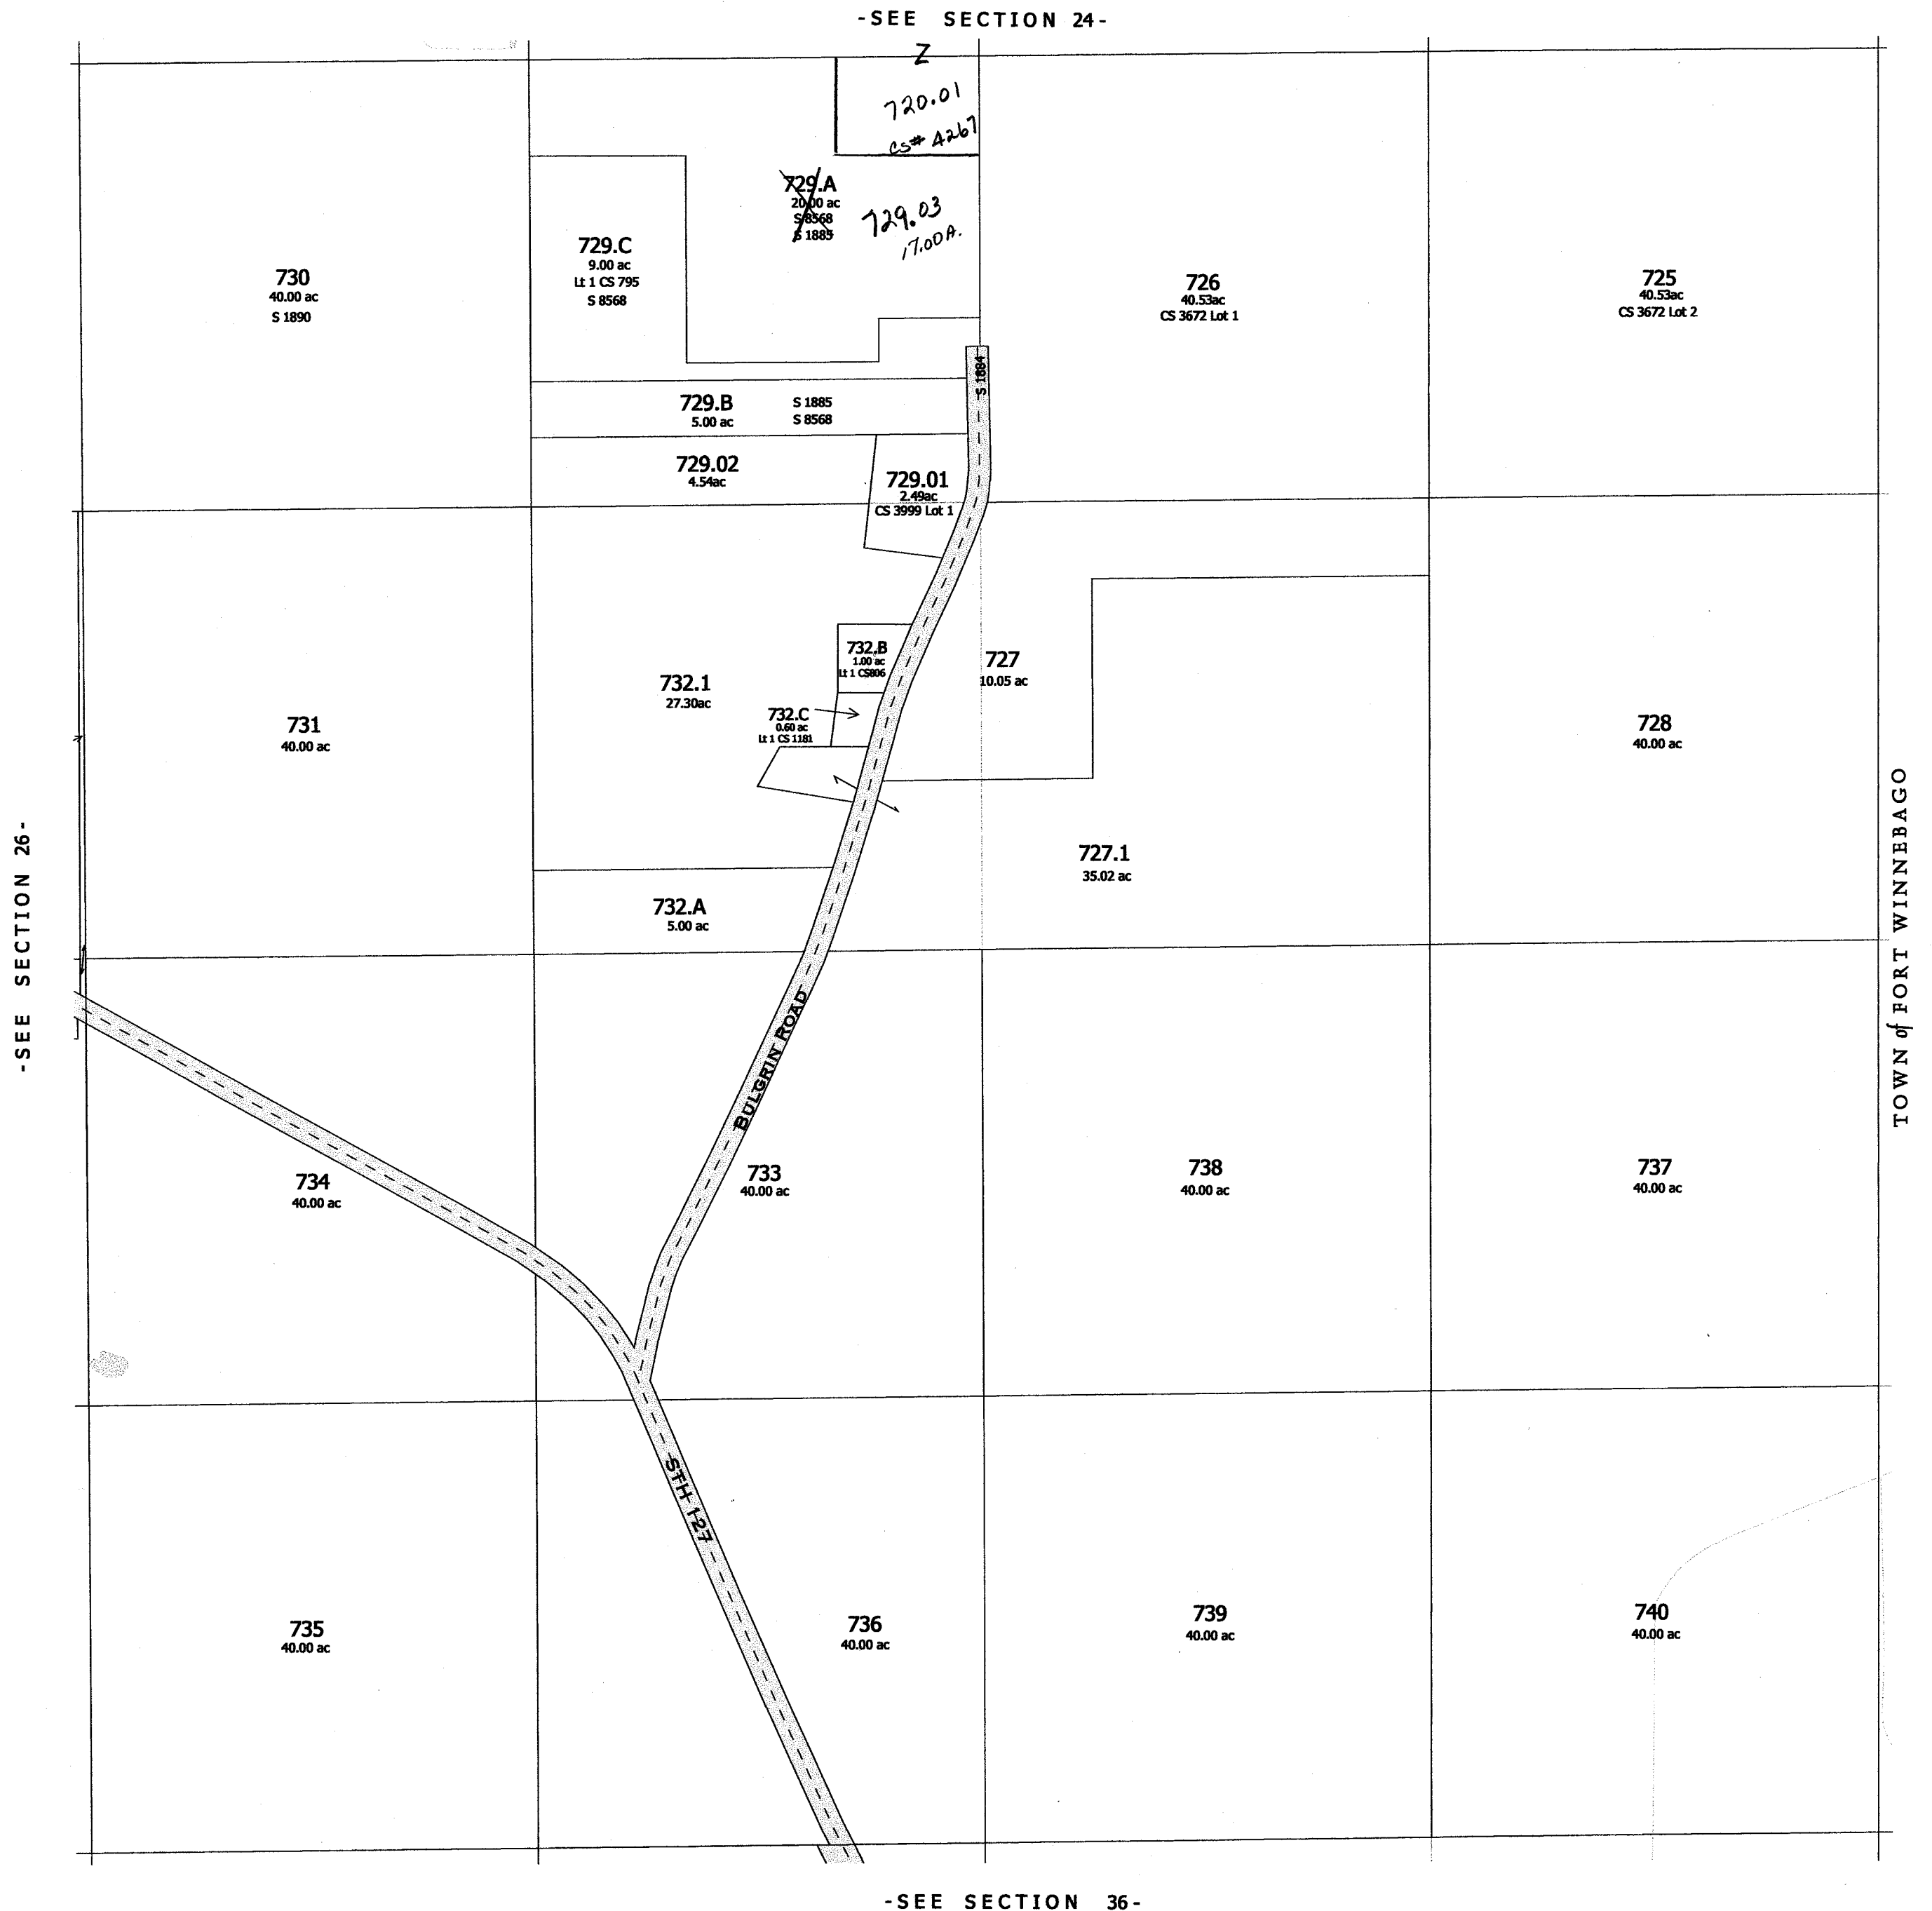 -SEE SECTION 24-
Z
720.01
CS# 4267
729.A
20.00 ac
S 8568
S 1885
729.03
17.00 A.
729.C
9.00 ac
Lt 1 CS 795
S 8568
730
40.00 ac
S 1890
726
40.53ac
CS 3672 Lot 1
725
40.53ac
CS 3672 Lot 2
S 1884
729.B
5.00 ac
S 1885
S 8568
729.02
4.54ac
729.01
2.49ac
CS 3999 Lot 1
732.B
1.00 ac
Lt 1 CS806
727
10.05 ac
732.1
27.30ac
732.C
0.60 ac
Lt 1 CS 1181
731
40.00 ac
728
40.00 ac
-SEE SECTION 26-
TOWN of FORT WINNEBAGO
727.1
35.02 ac
732.A
5.00 ac
BULGRIN ROAD
734
40.00 ac
733
40.00 ac
738
40.00 ac
737
40.00 ac
STH 127
735
40.00 ac
736
40.00 ac
739
40.00 ac
740
40.00 ac
-SEE SECTION 36-